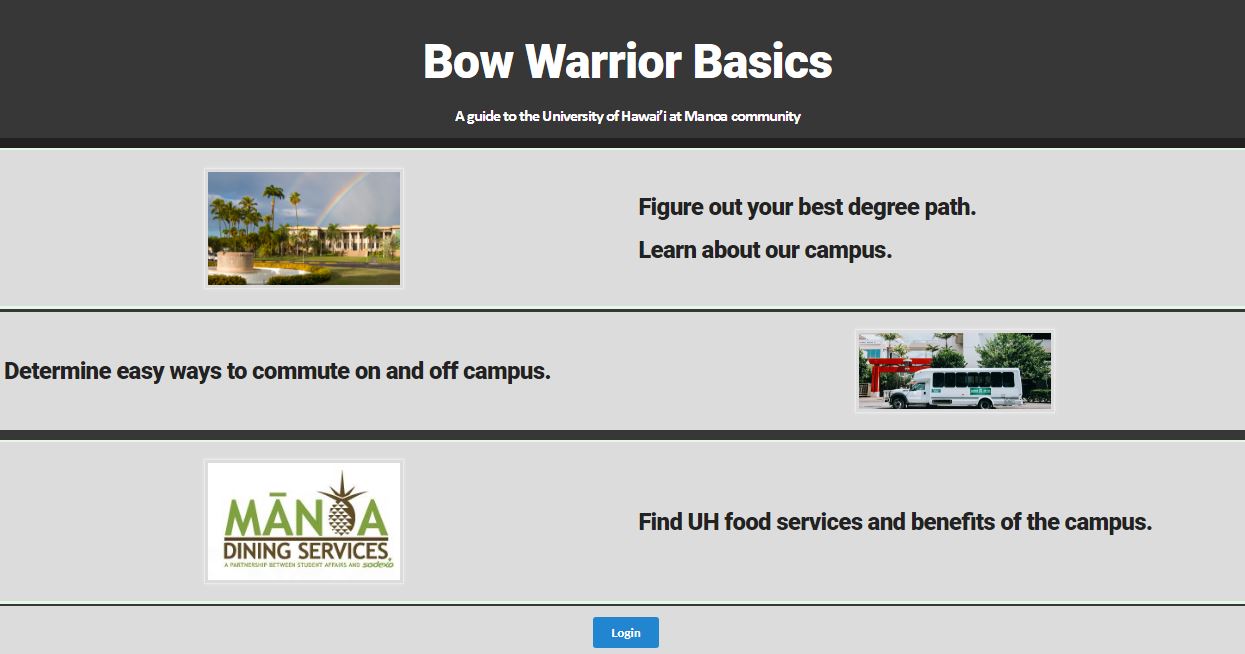 Bow Warrior Basics
A guide to the University of Hawai'i at Manoa community
Figure out your best degree path.
Learn about our campus.
Determine easy ways to commute on and off campus.
MĀNOA
DINING SERVICES
A PARTNERSHIP BETWEEN STUDENT AFFAIRS AND sodexo
Find UH food services and benefits of the campus.
Login